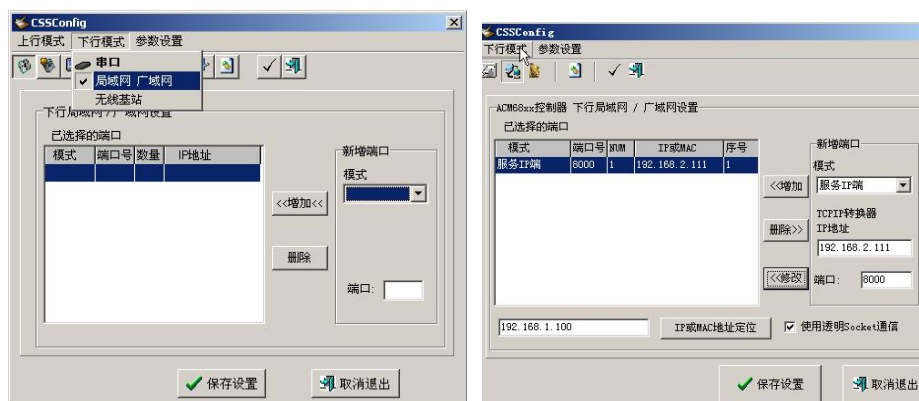 CSSConfig
上行模式 下行模式 参数设置
串口
局域网 广域网
无线基站
已选择的端口
模式 端口号 数量 IP地址
新增端口
模式
<<增加<<
删除
端口:
保存设置
取消退出
CSSConfig
下行模式 参数设置
ACM68xx控制器 下行局域网 / 广域网设置
已选择的端口
模式 端口号 NUM IP或MAC 序号
服务IP端 8000 1 192.168.2.111 1
新增端口
模式
<<增加 服务IP端
TCPIP转换器
删除>> IP地址
192.168.2.111
<<修改 端口: 8000
192.168.1.100 IP或MAC地址定位 使用透明Socket通信
保存设置 取消退出